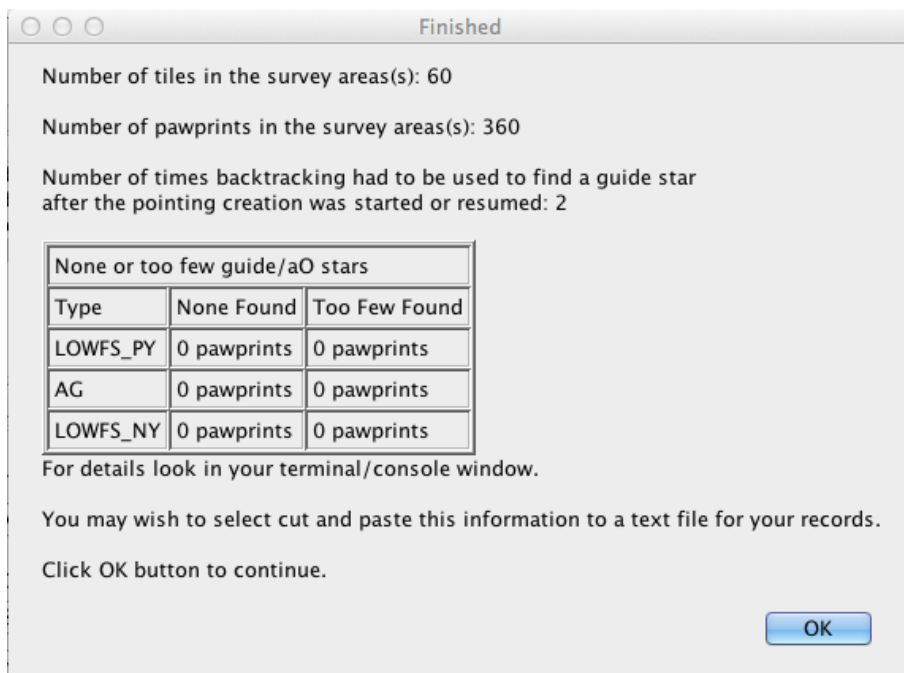 Finished
Number of tiles in the survey areas(s): 60
Number of pawprints in the survey areas(s): 360
Number of times backtracking had to be used to find a guide star
after the pointing creation was started or resumed: 2
None or too few guide/aO stars
Type None Found Too Few Found
LOWFS_PY 0 pawprints 0 pawprints
AG 0 pawprints 0 pawprints
LOWFS_NY 0 pawprints 0 pawprints
For details look in your terminal/console window.
You may wish to select cut and paste this information to a text file for your records.
Click OK button to continue.
OK